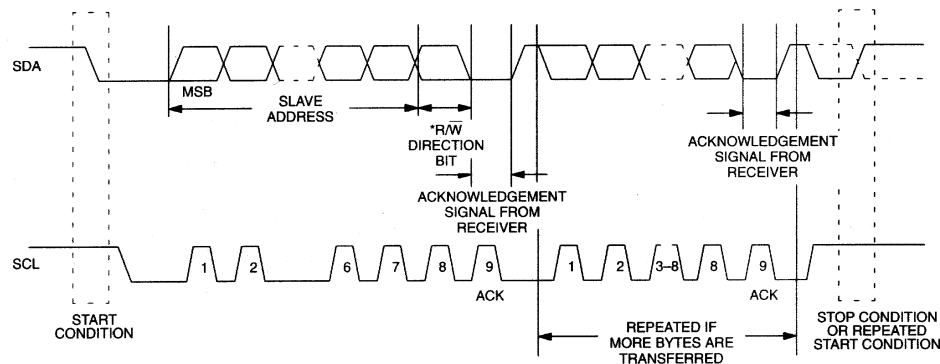 SDA
MSB
SLAVE
ADDRESS
*R/W̅
DIRECTION
BIT
ACKNOWLEDGEMENT
SIGNAL FROM
RECEIVER
ACKNOWLEDGEMENT
SIGNAL FROM
RECEIVER
SCL
1 2 6 7 8 9 1 2 3–8 8 9
ACK
ACK
START
CONDITION
REPEATED IF
MORE BYTES ARE
TRANSFERRED
STOP CONDITION
OR REPEATED
START CONDITION